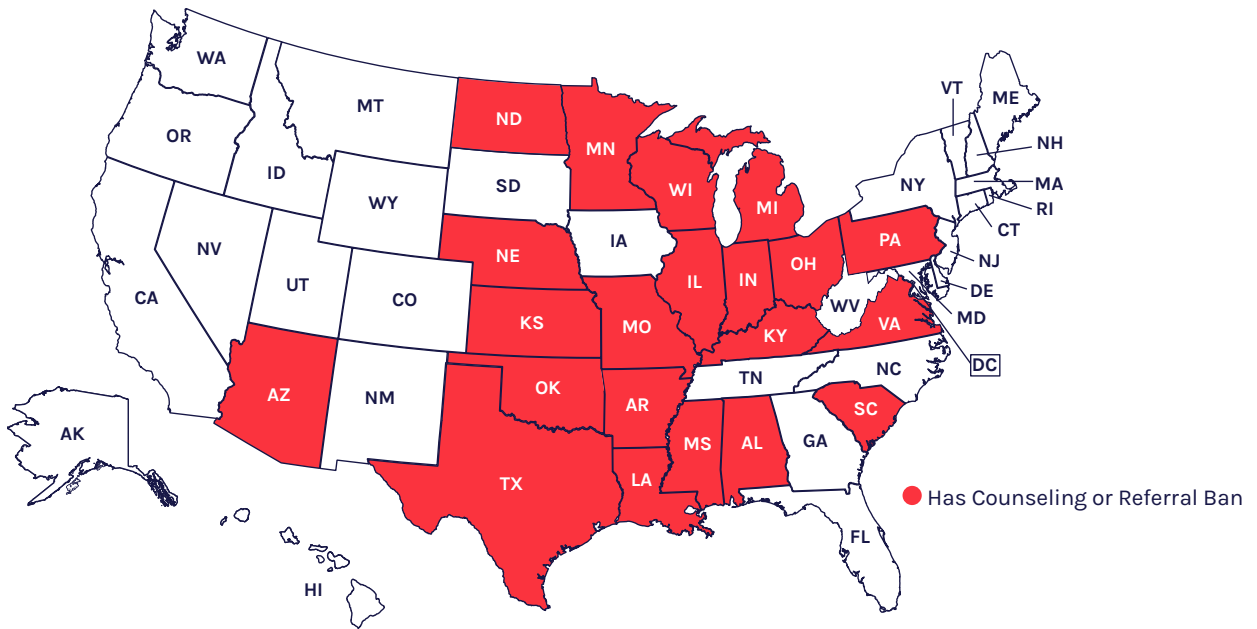 WA
MT
ND
MN
VT
ME
OR
ID
SD
WI
NH
WY
MI
NY
MA
RI
CT
NV
IA
NE
PA
NJ
UT
CO
IL
IN
OH
DE
CA
WV
MD
KS
MO
KY
VA
DC
AZ
NM
OK
AR
TN
NC
SC
AK
MS
AL
GA
TX
LA
Has Counseling or Referral Ban
FL
HI